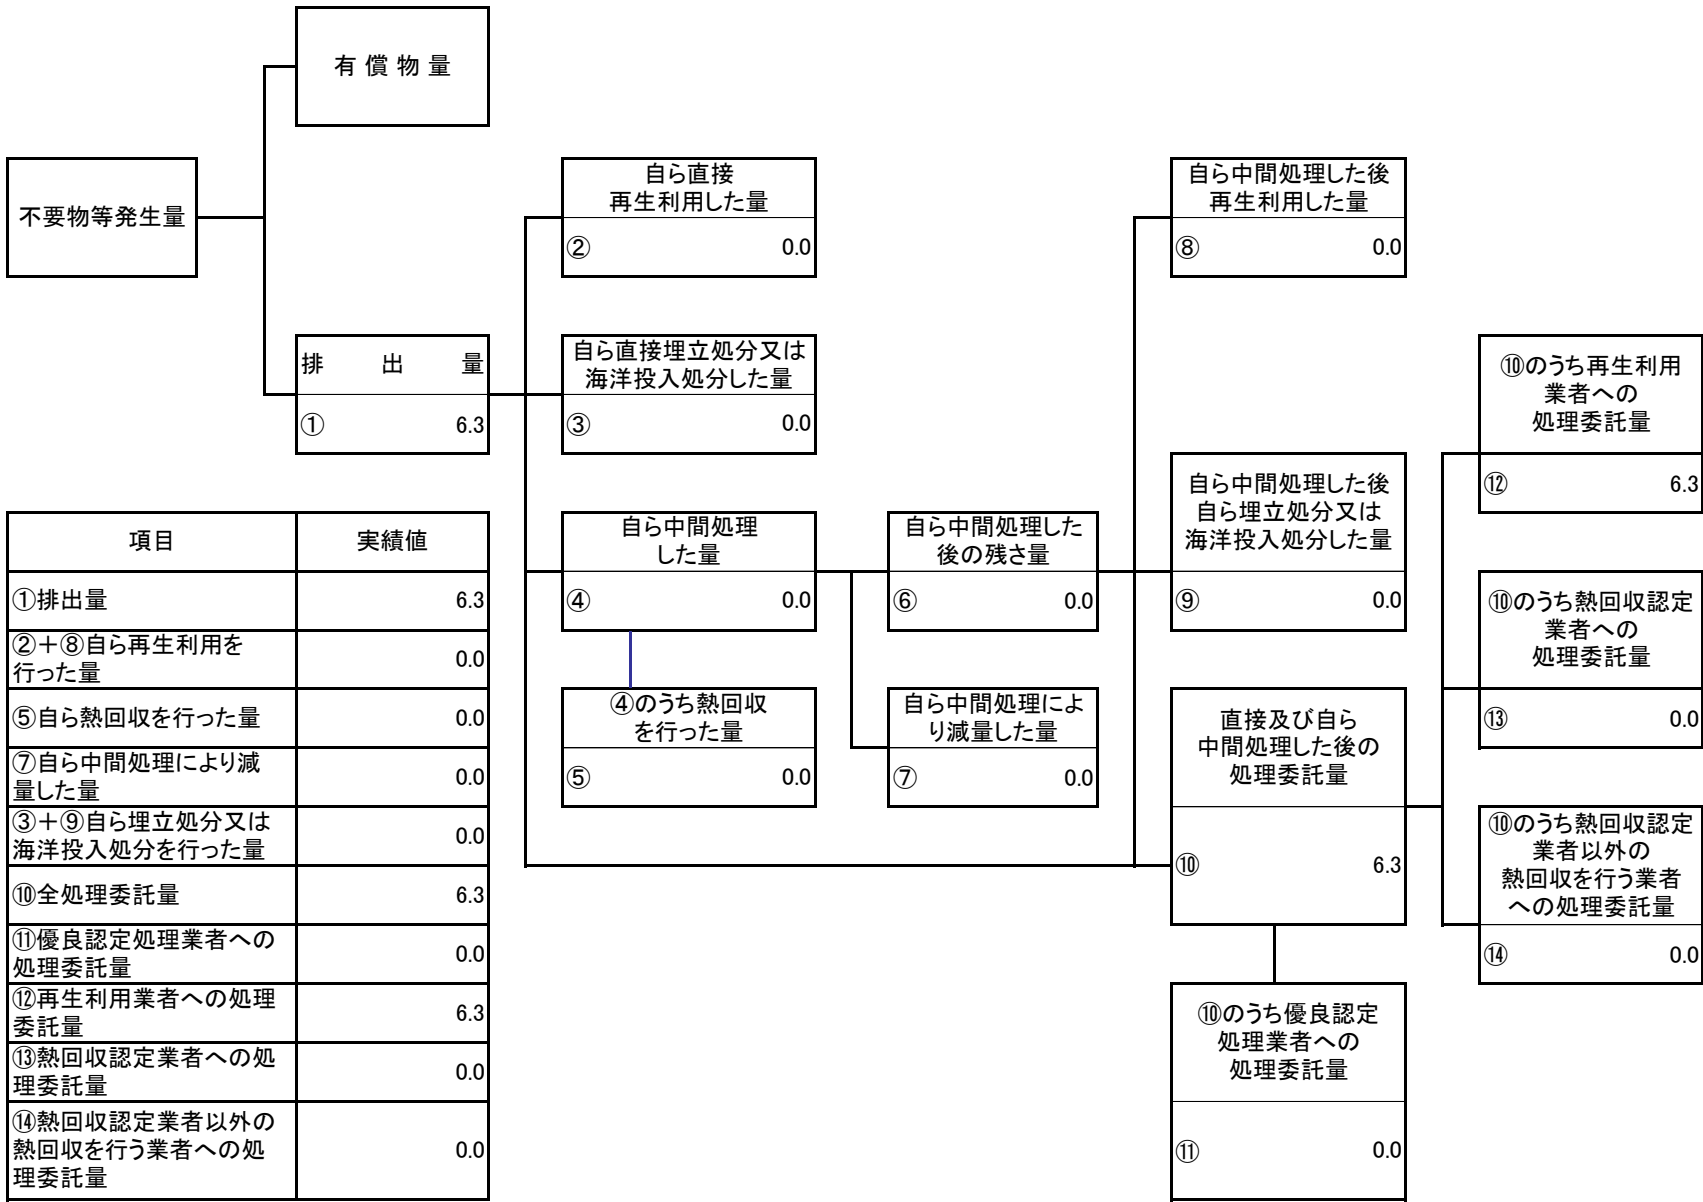 有 償 物 量
不要物等発生量
自ら直接
再生利用した量
② 0.0
自ら中間処理した後
再生利用した量
⑧ 0.0
排 出 量
① 6.3
自ら直接埋立処分又は
海洋投入処分した量
③ 0.0
⑩のうち再生利用
業者への
処理委託量
⑫ 6.3
自ら中間処理した後
自ら埋立処分又は
海洋投入処分した量
⑨ 0.0
自ら中間処理
した量
④ 0.0
自ら中間処理した
後の残さ量
⑥ 0.0
⑩のうち熱回収認定
業者への
処理委託量
⑬ 0.0
④のうち熱回収
を行った量
⑤ 0.0
自ら中間処理によ
り減量した量
⑦ 0.0
直接及び自ら
中間処理した後の
処理委託量
⑩ 6.3
⑩のうち熱回収認定
業者以外の
熱回収を行う業者
への処理委託量
⑭ 0.0
⑩のうち優良認定
処理業者への
処理委託量
⑪ 0.0
項目 実績値
①排出量 6.3
②+⑧自ら再生利用を
行った量 0.0
⑤自ら熱回収を行った量 0.0
⑦自ら中間処理により減
量した量 0.0
③+⑨自ら埋立処分又は
海洋投入処分を行った量 0.0
⑩全処理委託量 6.3
⑪優良認定処理業者への
処理委託量 0.0
⑫再生利用業者への処理
委託量 6.3
⑬熱回収認定業者への処
理委託量 0.0
⑭熱回収認定業者以外の
熱回収を行う業者への処
理委託量 0.0